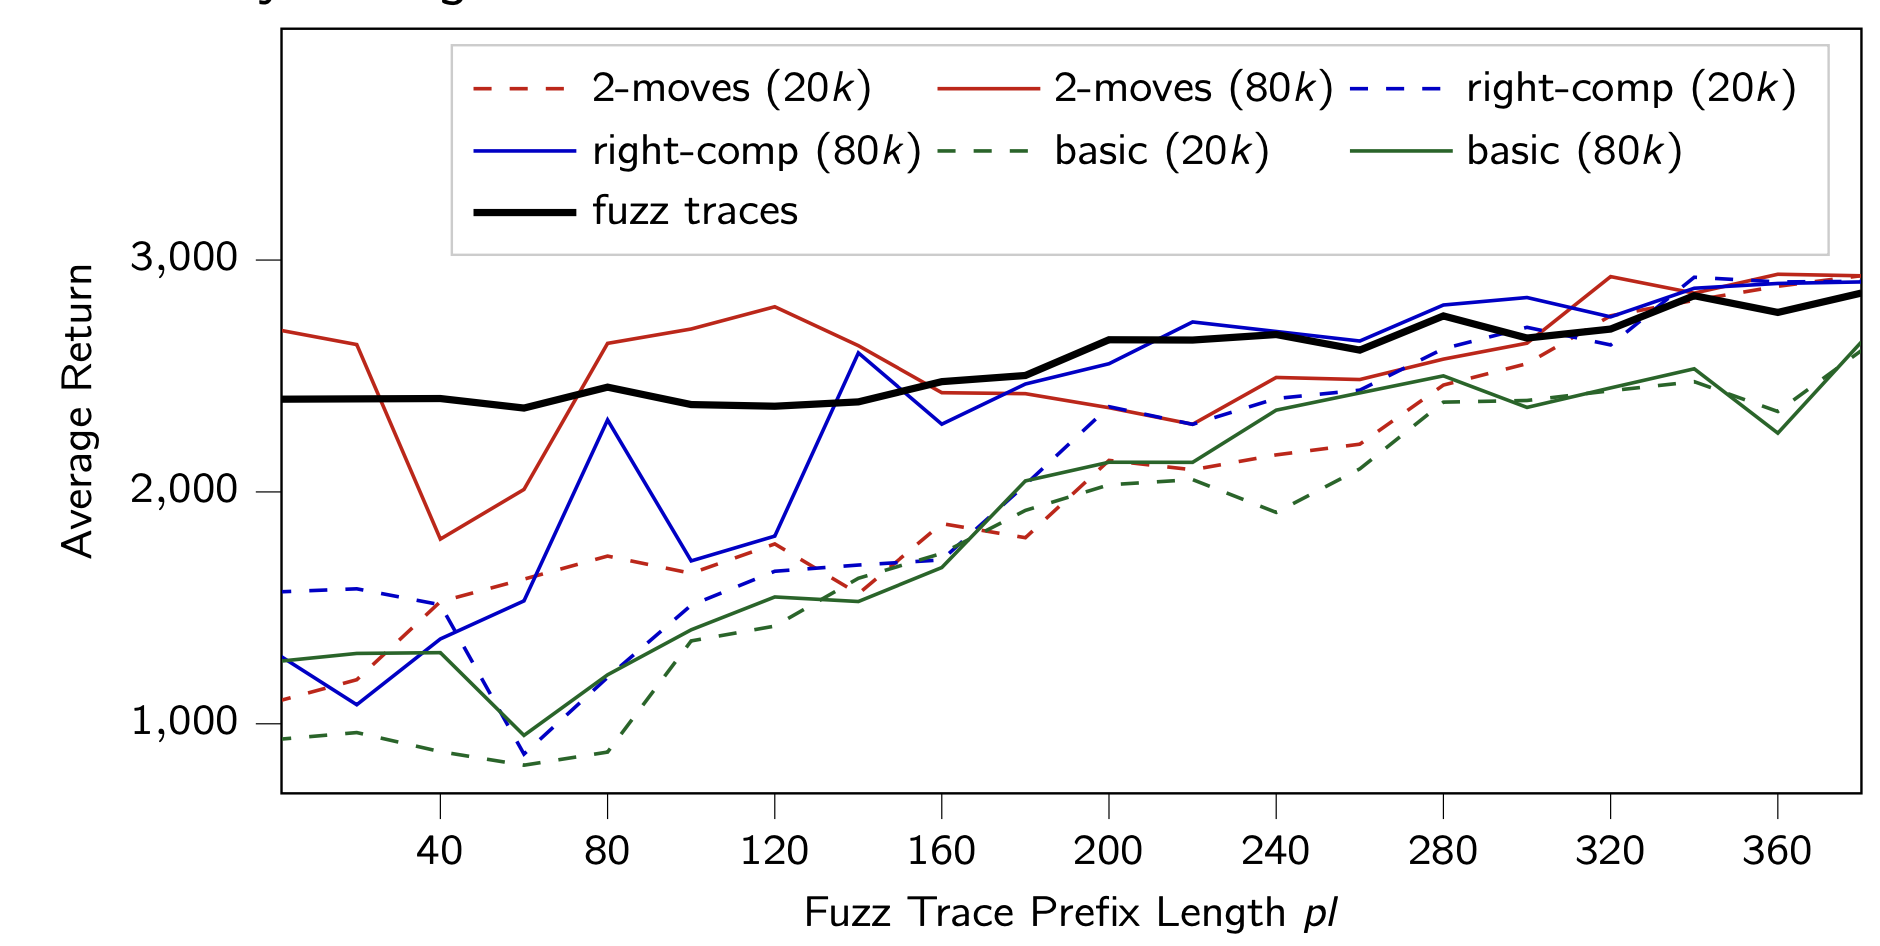 2-moves (20k) 2-moves (80k) right-comp (20k)
right-comp (80k) basic (20k) basic (80k)
fuzz traces
3,000
2,000
1,000
Average Return
40 80 120 160 200 240 280 320 360
Fuzz Trace Prefix Length pl